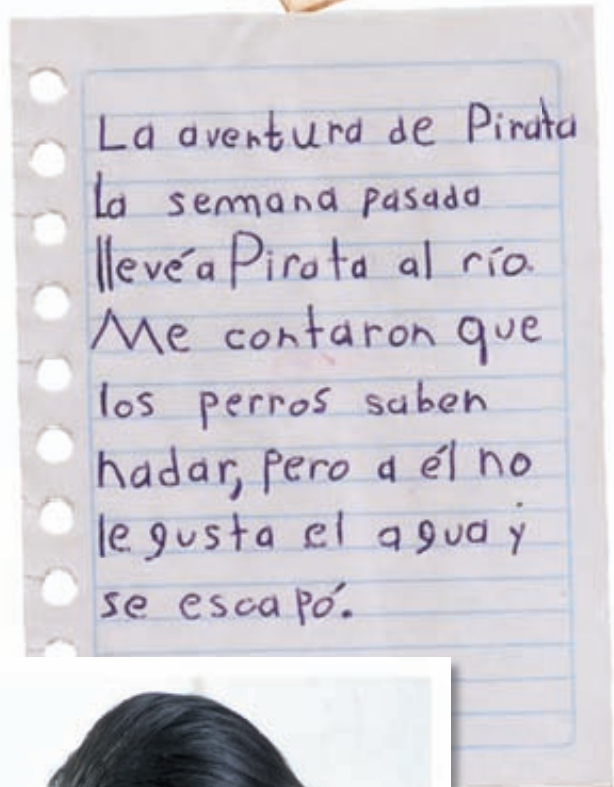 La aventura de Pirata
La semana pasada
llevé a Pirata al río.
Me contaron que
los perros saben
nadar, pero a él no
le gusta el agua y
se escapó.